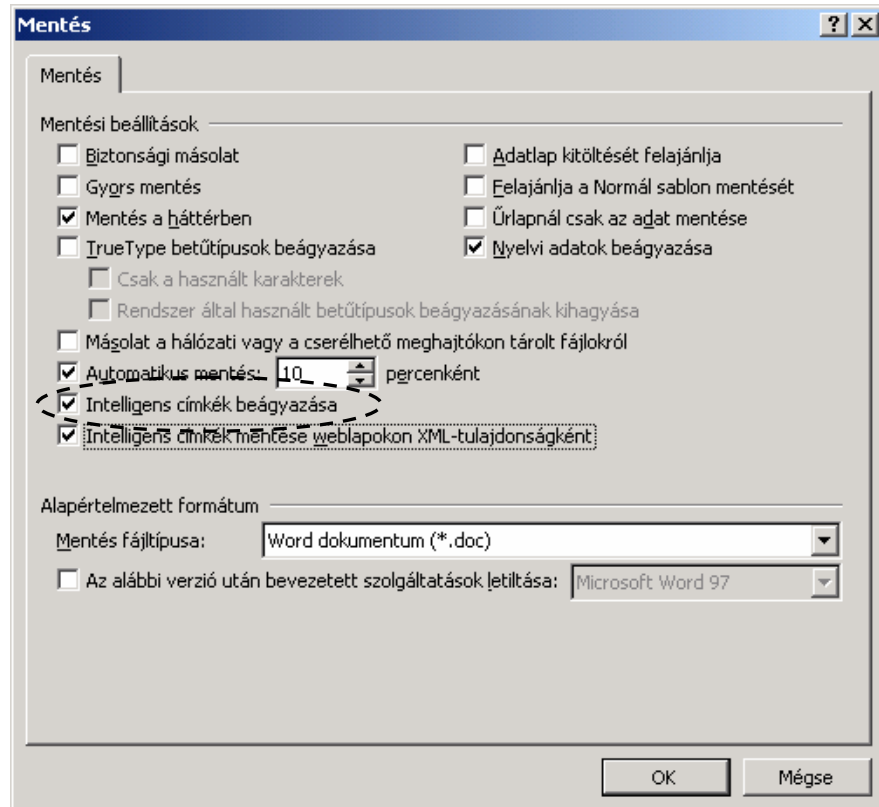 Mentés
Mentés
Mentési beállítások
Biztonsági másolat
Adatlap kitöltését felajánlja
Gyors mentés
Felajánlja a Normál sablon mentését
Mentés a háttérben
Űrlapnál csak az adat mentése
TrueType betűtípusok beágyazása
Nyelvi adatok beágyazása
Csak a használt karakterek
Rendszer által használt betűtípusok beágyazásának kihagyása
Másolat a hálózati vagy a cserélhető meghajtókon tárolt fájlokról
Automatikus mentés: 10 percenként
Intelligens címkék beágyazása
Intelligens címkék mentése weblapokon XML-tulajdonságként
Alapértelmezett formátum
Mentés fájltípusa: Word dokumentum (*.doc)
Az alábbi verzió után bevezetett szolgáltatások letiltása: Microsoft Word 97
OK Mégse